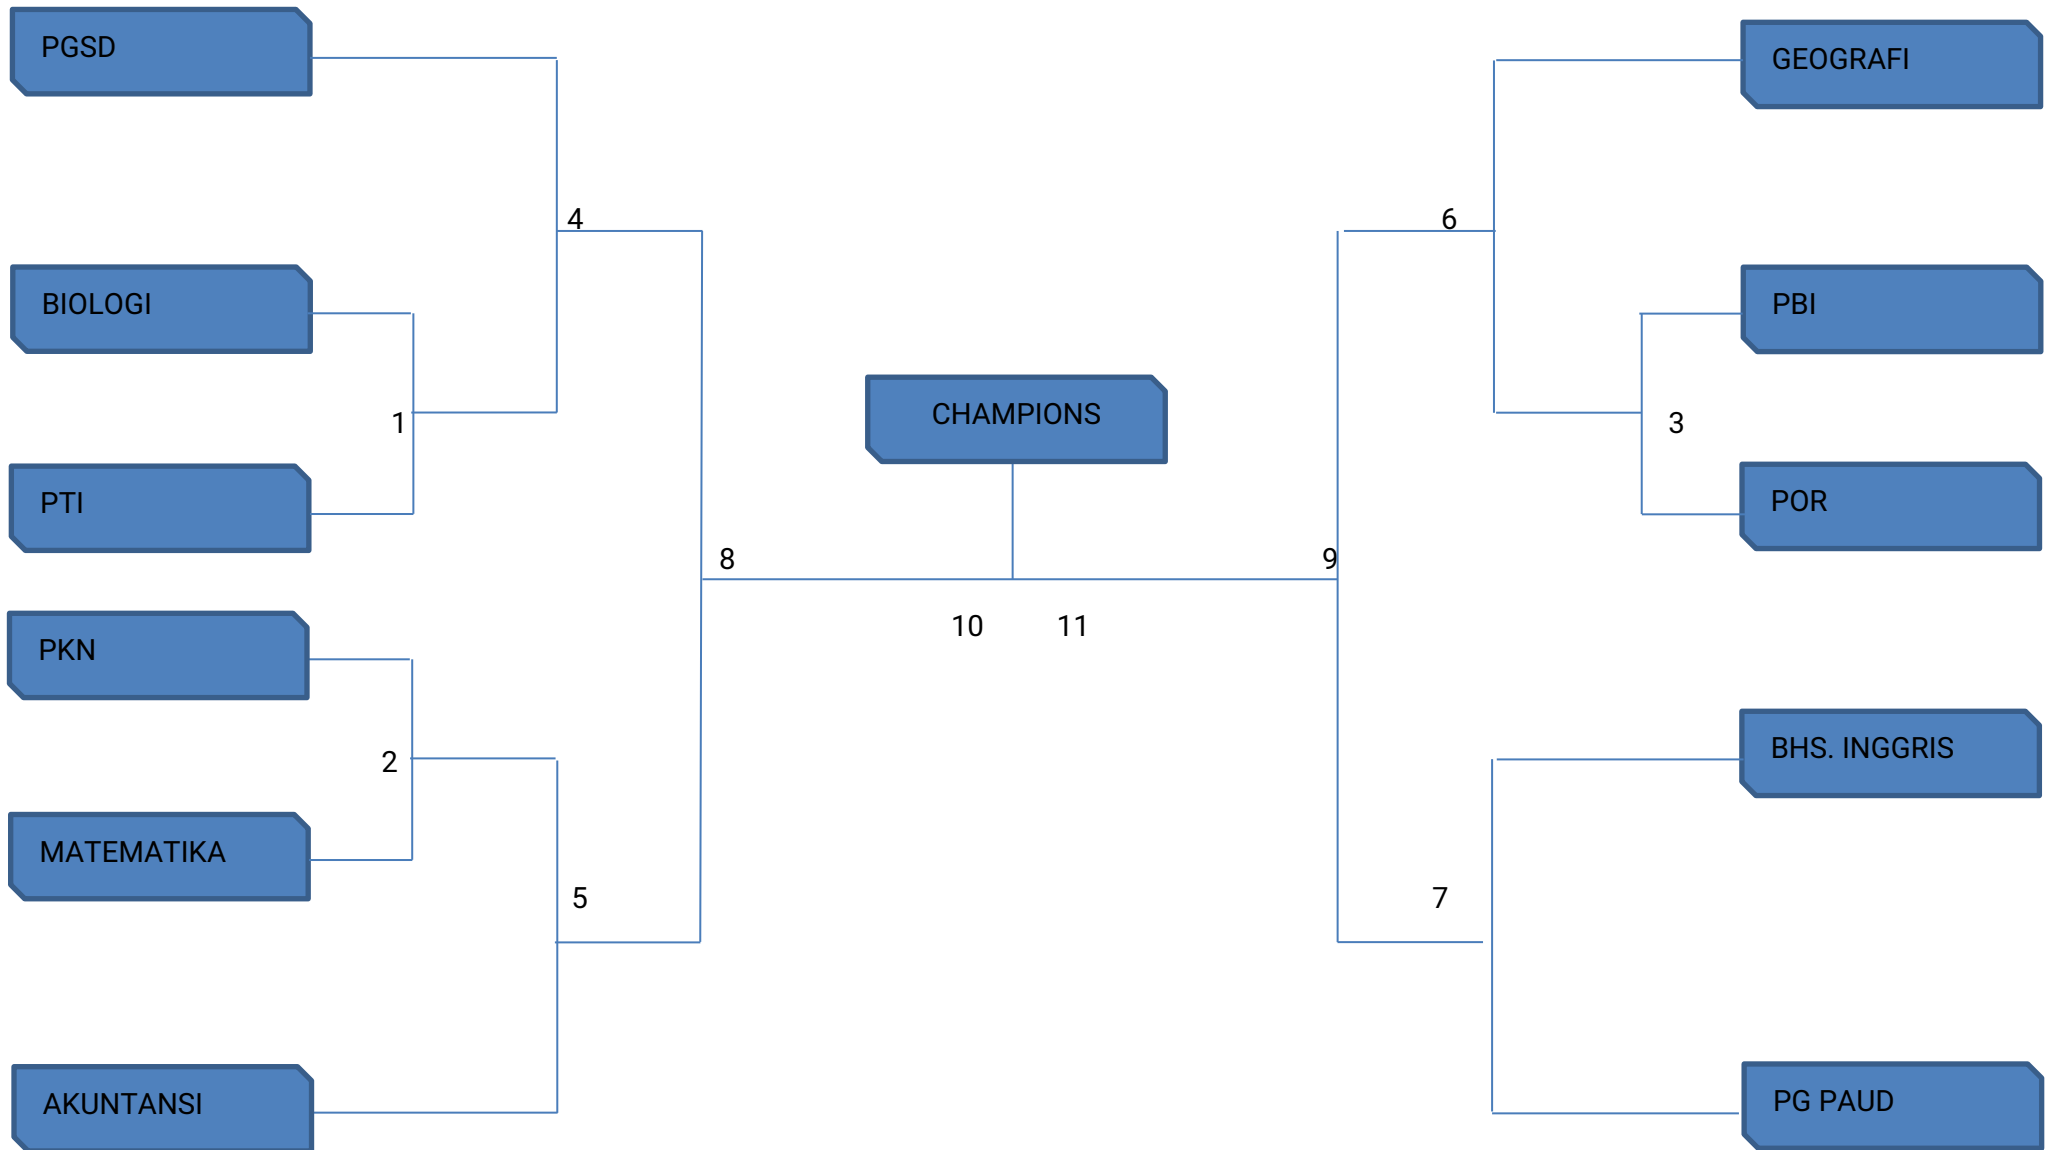 PGSD
GEOGRAFI
4
6
BIOLOGI
PBI
CHAMPIONS
1
3
PTI
POR
8
9
10
11
PKN
BHS. INGGRIS
2
MATEMATIKA
5
7
AKUNTANSI
PG PAUD